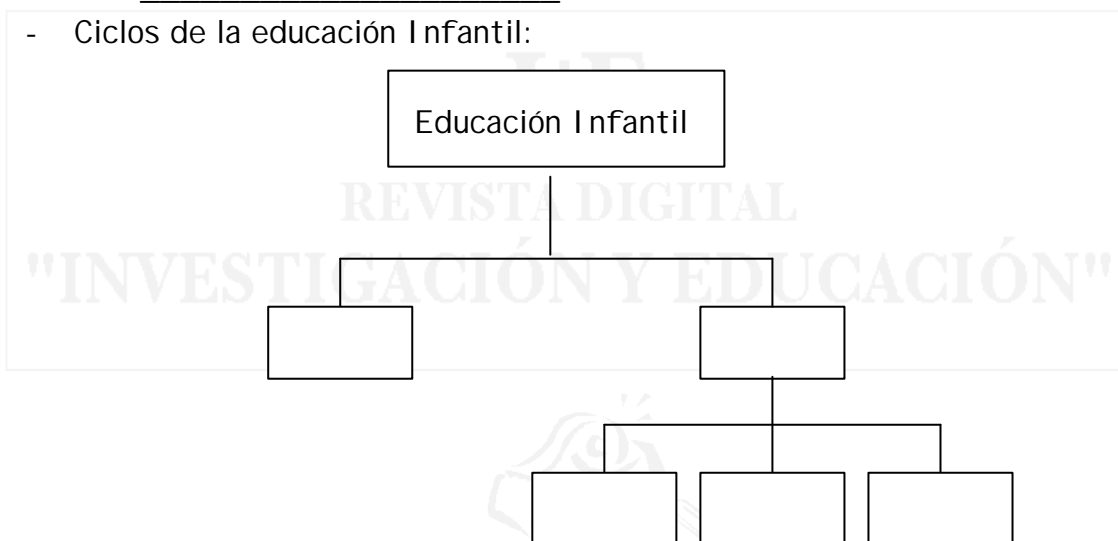 - Ciclos de la educación Infantil:
Educación Infantil
REVISTA DIGITAL
"INVESTIGACIÓN Y EDUCACIÓN"